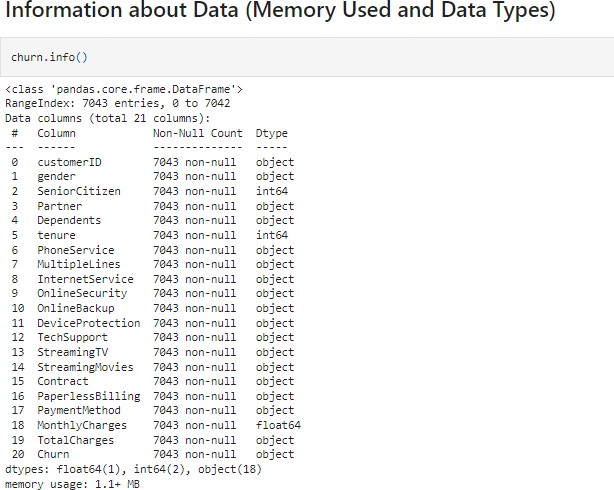 Information about Data (Memory Used and Data Types)
churn.info()
<class 'pandas.core.frame.DataFrame'>
RangeIndex: 7043 entries, 0 to 7042
Data columns (total 21 columns):
 #   Column            Non-Null Count  Dtype
---  ------            --------------  -----
 0   customerID        7043 non-null   object
 1   gender            7043 non-null   object
 2   SeniorCitizen     7043 non-null   int64
 3   Partner           7043 non-null   object
 4   Dependents        7043 non-null   object
 5   tenure            7043 non-null   int64
 6   PhoneService      7043 non-null   object
 7   MultipleLines     7043 non-null   object
 8   InternetService   7043 non-null   object
 9   OnlineSecurity    7043 non-null   object
 10  OnlineBackup      7043 non-null   object
 11  DeviceProtection  7043 non-null   object
 12  TechSupport       7043 non-null   object
 13  StreamingTV       7043 non-null   object
 14  StreamingMovies   7043 non-null   object
 15  Contract          7043 non-null   object
 16  PaperlessBilling  7043 non-null   object
 17  PaymentMethod     7043 non-null   object
 18  MonthlyCharges    7043 non-null   float64
 19  TotalCharges      7043 non-null   object
 20  Churn             7043 non-null   object
dtypes: float64(1), int64(2), object(18)
memory usage: 1.1+ MB